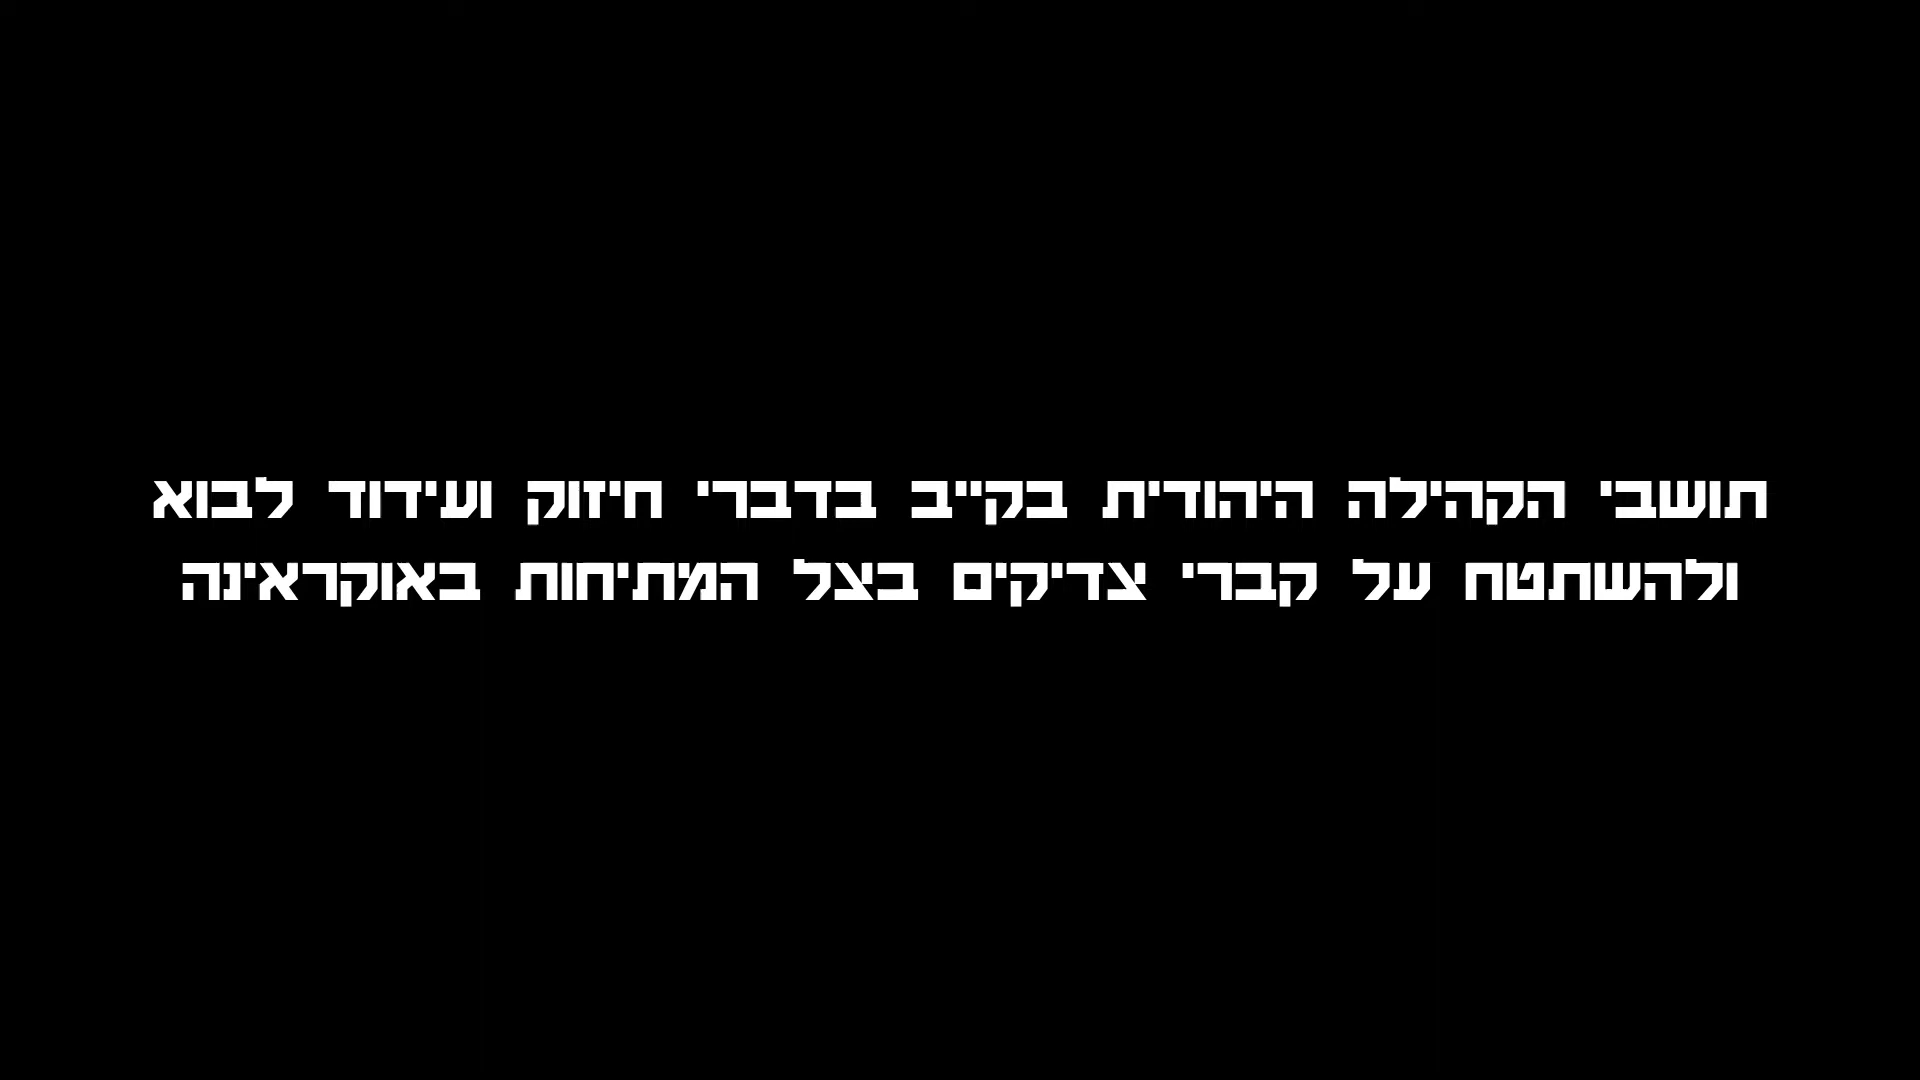 תושבי הקהילה היהודית בקייב בדברי חיזוק ועידוד לבוא
ולהשתטח על קברי צדיקים בצל המתיחות באוקראינה